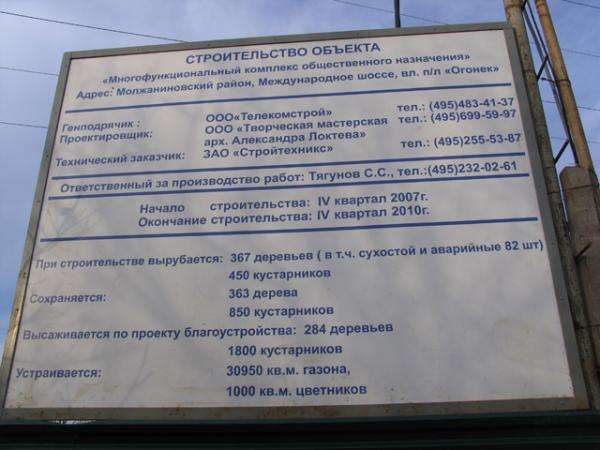 СТРОИТЕЛЬСТВО ОБЪЕКТА
«Многофункциональный комплекс общественного назначения»
Адрес: Молжаниновский район, Международное шоссе, вл. п/л «Огонек»
Генподрячик : ООО«Телекомстрой» тел.: (495)483-41-37
Проектировщик: ООО «Творческая мастерская тел.: (495)699-59-97
арх. Александра Локтева»
Технический заказчик: ЗАО «Стройтехникс» тел.: (495)255-53-87
Ответственный за производство работ: Тягунов С.С., тел.:(495)232-02-61
Начало строительства: IV квартал 2007г.
Окончание строительства: IV квартал 2010г.
При строительстве вырубается: 367 деревьев ( в т.ч. сухостой и аварийные 82 шт)
450 кустарников
Сохраняется: 363 дерева
850 кустарников
Высаживается по проекту благоустройства: 284 деревьев
1800 кустарников
Устраивается: 30950 кв.м. газона,
1000 кв.м. цветников